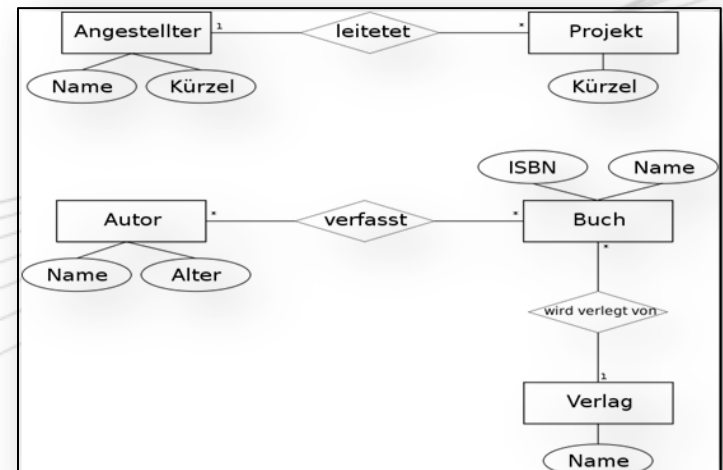 Angestellter 1 leitetet * Projekt
Name Kürzel Kürzel
ISBN Name
Autor * verfasst * Buch
Name Alter *
wird verlegt von
1
Verlag
Name